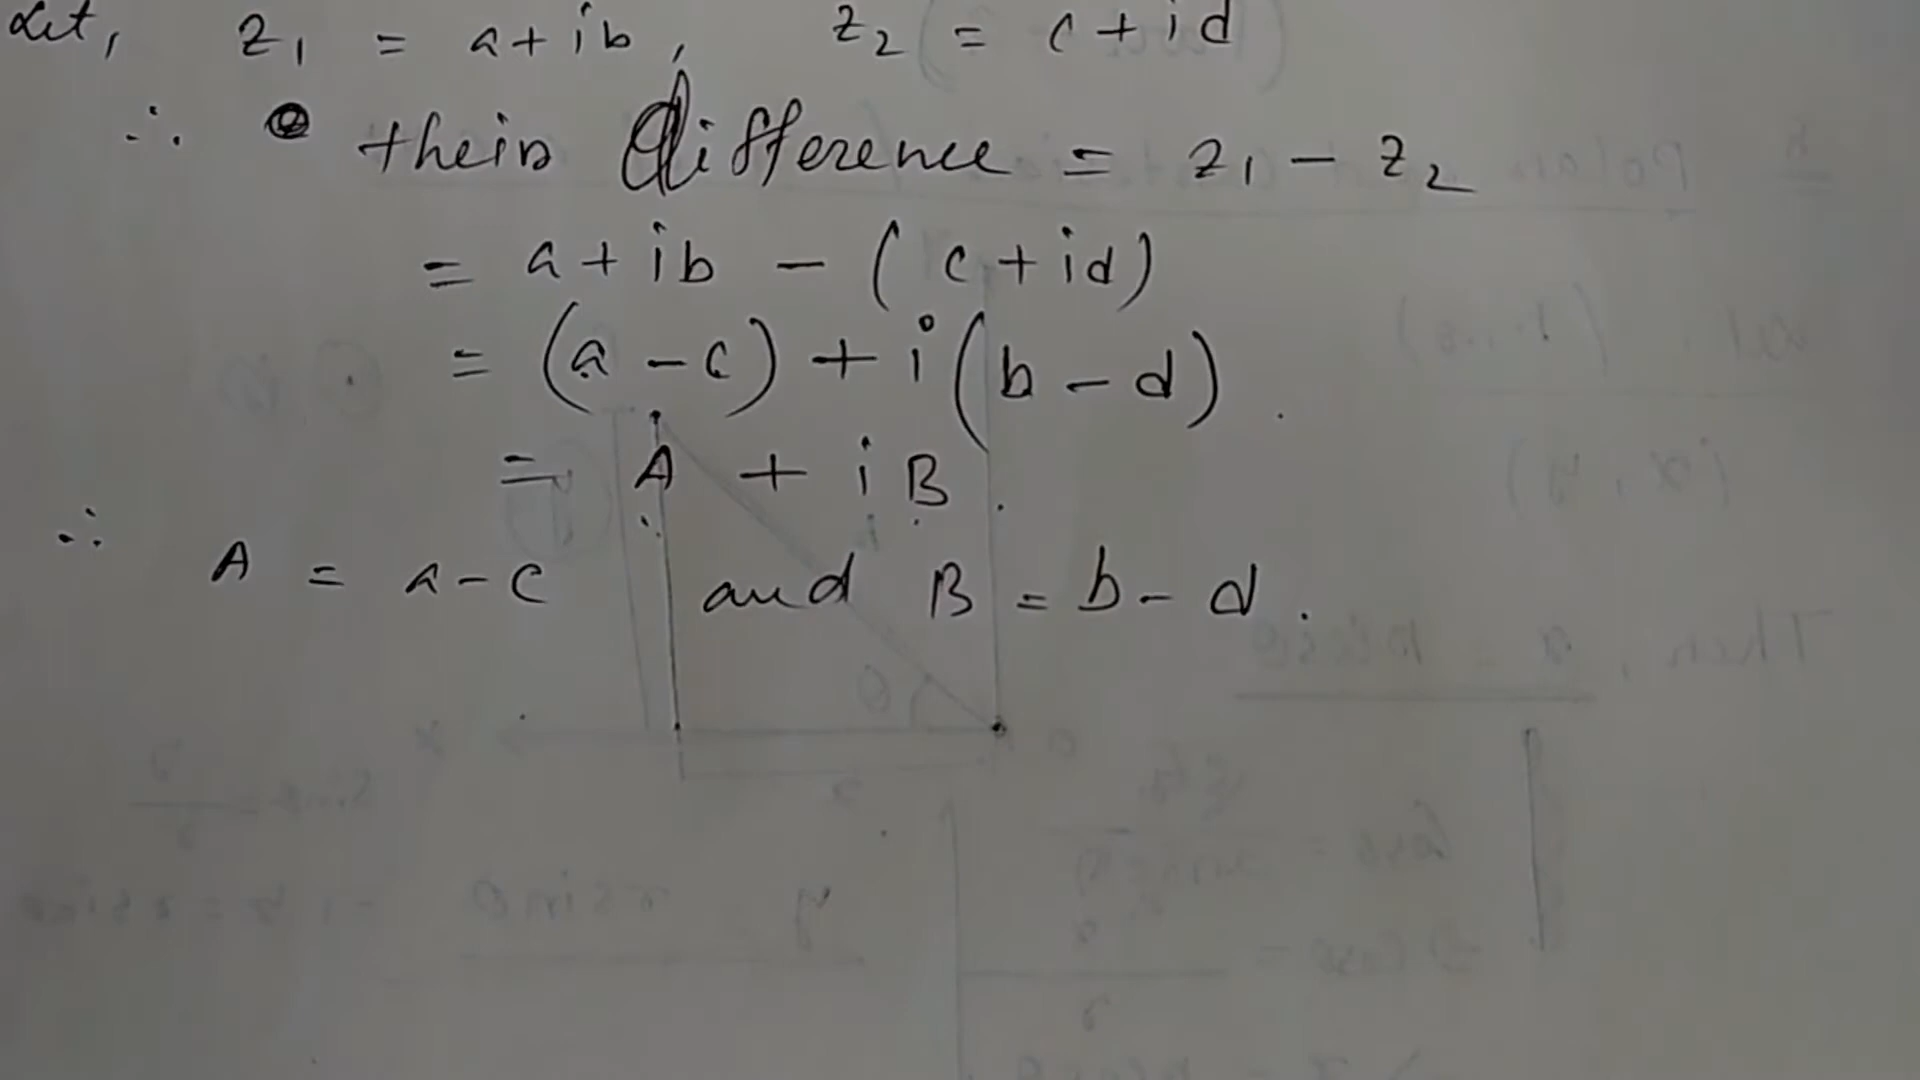 Let, z₁ = a + ib, z₂ = c + id
∴ their difference = z₁ − z₂
= a + ib − (c + id)
= (a − c) + i(b − d).
= A + iB.
∴ A = a − c and B = b − d.